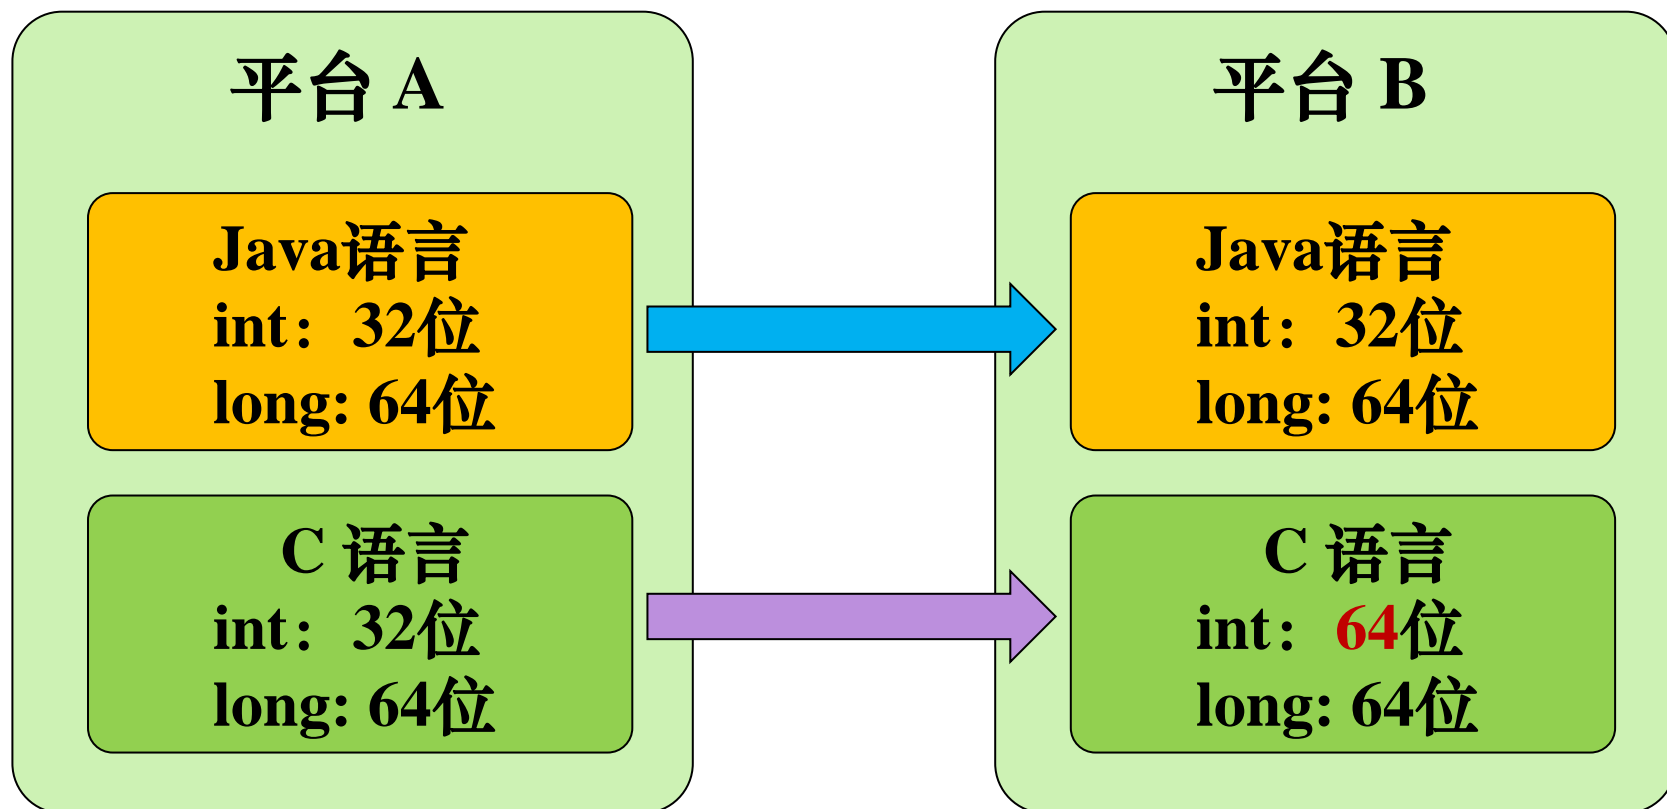 平台 A
Java语言
int：32位
long: 64位
C 语言
int：32位
long: 64位
平台 B
Java语言
int：32位
long: 64位
C 语言
int：64位
long: 64位